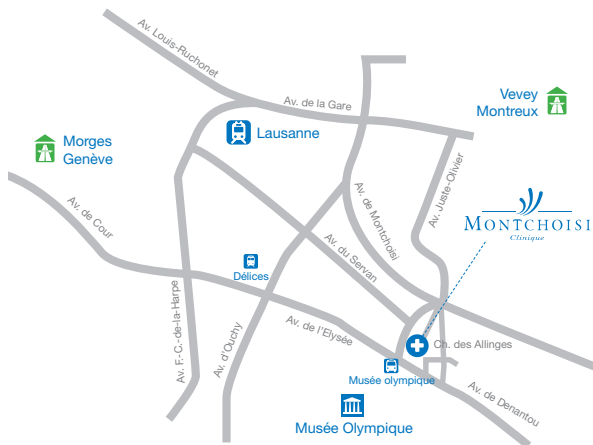 Av. Louis-Ruchonet
Av. de la Gare
Vevey
Montreux
Lausanne
Morges
Genève
Av. Juste-Olivier
Av. de Montchoisi
MONTCHOISI
Clinique
Av. de Cour
Av. du Servan
Délices
Av. F.-C.-de-la-Harpe
Av. d'Ouchy
Av. de l'Elysée
Ch. des Allinges
Musée olympique
Av. de Denantou
Musée Olympique